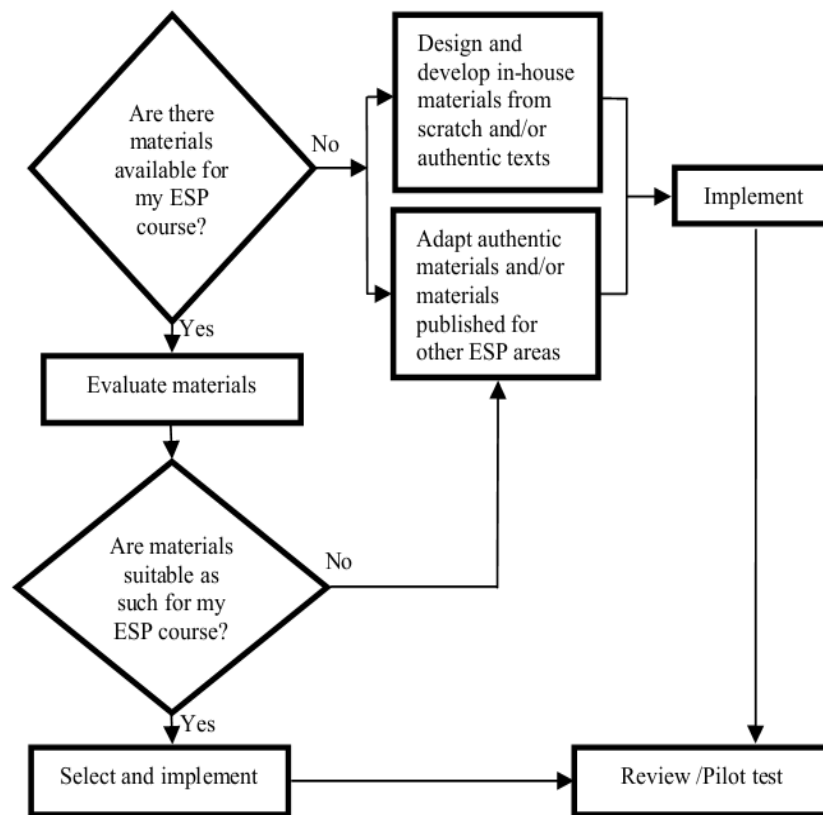 Are there
materials
available for
my ESP
course?
No
Design and
develop in-house
materials from
scratch and/or
authentic texts
Implement
Adapt authentic
materials and/or
materials
published for
other ESP areas
Yes
Evaluate materials
Are materials
suitable as
such for my
ESP course?
No
Yes
Select and implement
Review /Pilot test